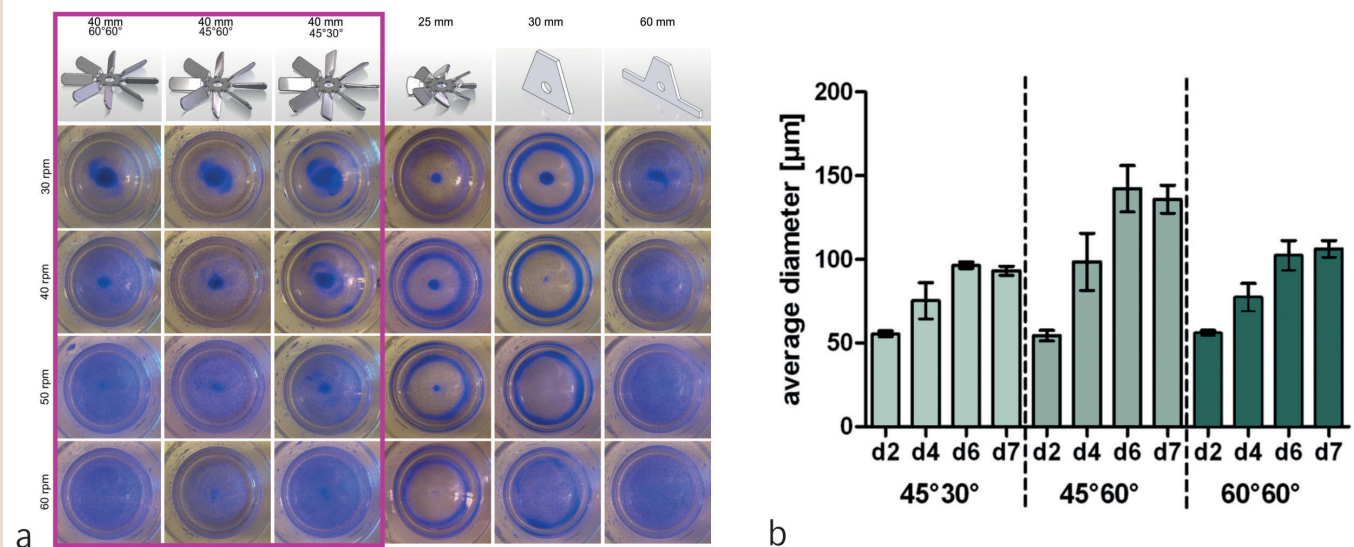 40 mm
60°60°
40 mm
45°60°
40 mm
45°30°
25 mm
30 mm
60 mm
30 rpm
40 rpm
50 rpm
60 rpm
a
average diameter [µm]
200
150
100
50
0
d2 d4 d6 d7 d2 d4 d6 d7 d2 d4 d6 d7
45°30° 45°60° 60°60°
b